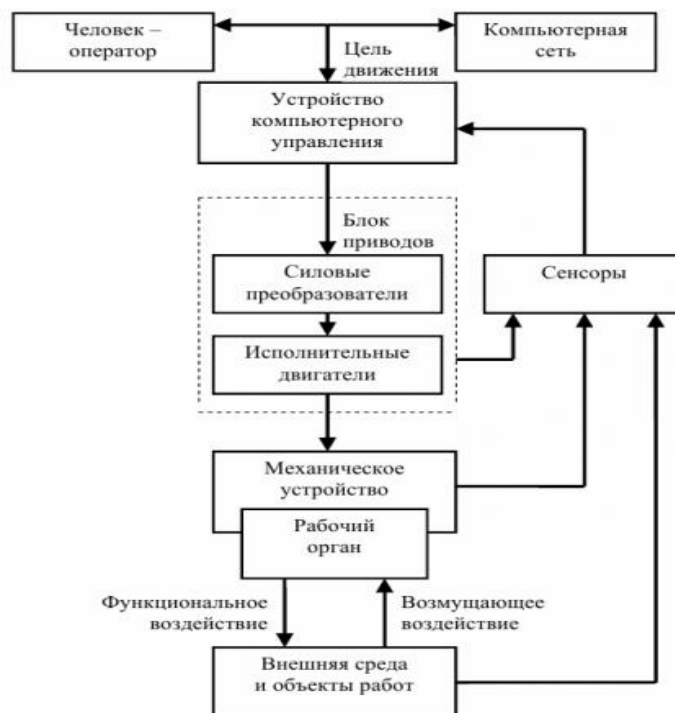 Человек –
оператор
Компьютерная
сеть
Цель
движения
Устройство
компьютерного
управления
Блок
приводов
Силовые
преобразователи
Сенсоры
Исполнительные
двигатели
Механическое
устройство
Рабочий
орган
Функциональное
воздействие
Возмущающее
воздействие
Внешняя среда
и объекты работ